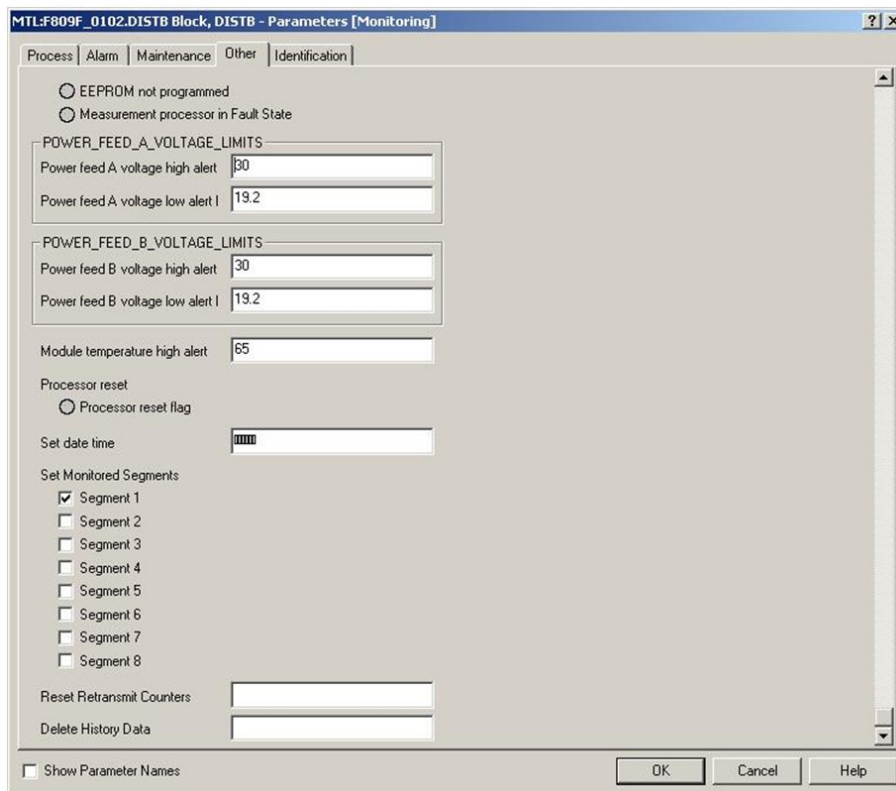 MTL:F809F_0102.DISTB Block, DISTB - Parameters [Monitoring]
Process Alarm Maintenance Other Identification
EEPROM not programmed
Measurement processor in Fault State
POWER_FEED_A_VOLTAGE_LIMITS
Power feed A voltage high alert 30
Power feed A voltage low alert l 19.2
POWER_FEED_B_VOLTAGE_LIMITS
Power feed B voltage high alert 30
Power feed B voltage low alert l 19.2
Module temperature high alert 65
Processor reset
Processor reset flag
Set date time
Set Monitored Segments
Segment 1
Segment 2
Segment 3
Segment 4
Segment 5
Segment 6
Segment 7
Segment 8
Reset Retransmit Counters
Delete History Data
Show Parameter Names
OK Cancel Help